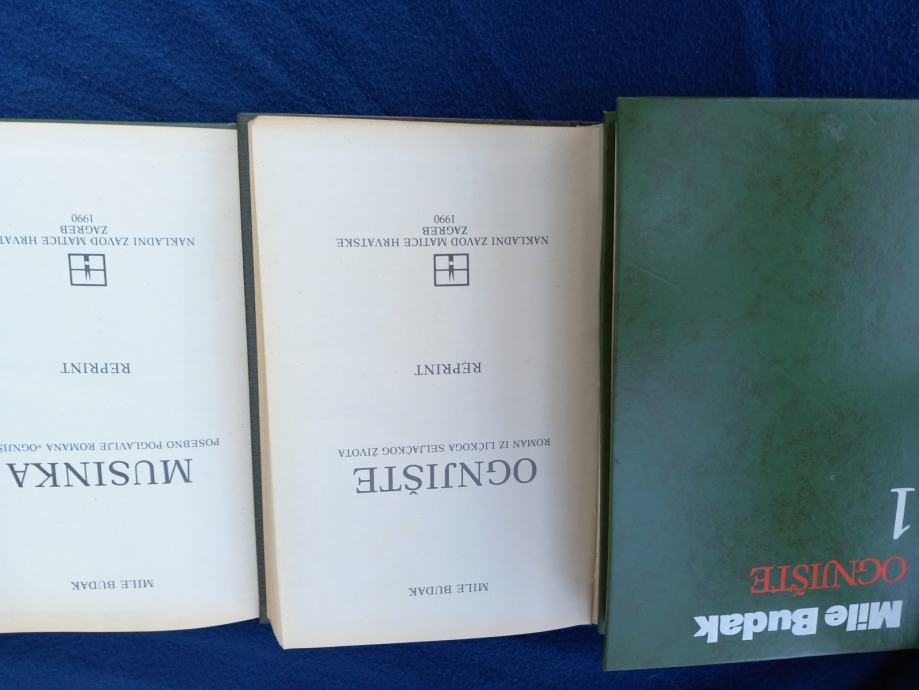 Mile Budak
OGNJIŠTE
1
MILE BUDAK
OGNJIŠTE
ROMAN IZ LIČKOGA SELJAČKOG ŽIVOTA
REPRINT
NAKLADNI ZAVOD MATICE HRVATSKE
ZAGREB
1990
MILE BUDAK
MUSINKA
POSEBNO POGLAVLJE ROMANA »OGNJIŠ
REPRINT
NAKLADNI ZAVOD MATICE HRVAT
ZAGREB
1990